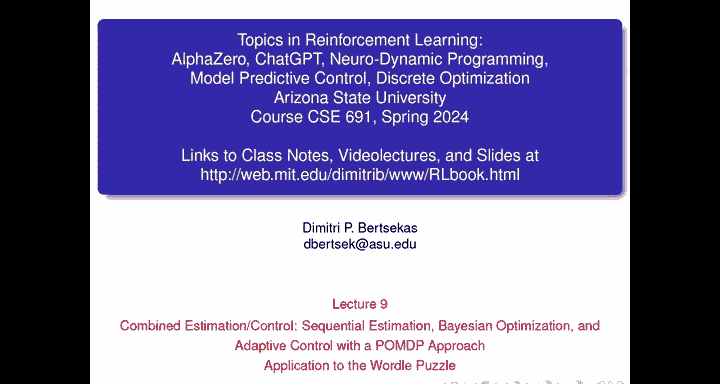 Topics in Reinforcement Learning:
AlphaZero, ChatGPT, Neuro-Dynamic Programming,
Model Predictive Control, Discrete Optimization
Arizona State University
Course CSE 691, Spring 2024
Links to Class Notes, Videolectures, and Slides at
http://web.mit.edu/dimitrib/www/RLbook.html
Dimitri P. Bertsekas
dbertsek@asu.edu
Lecture 9
Combined Estimation/Control: Sequential Estimation, Bayesian Optimization, and
Adaptive Control with a POMDP Approach
Application to the Wordle Puzzle